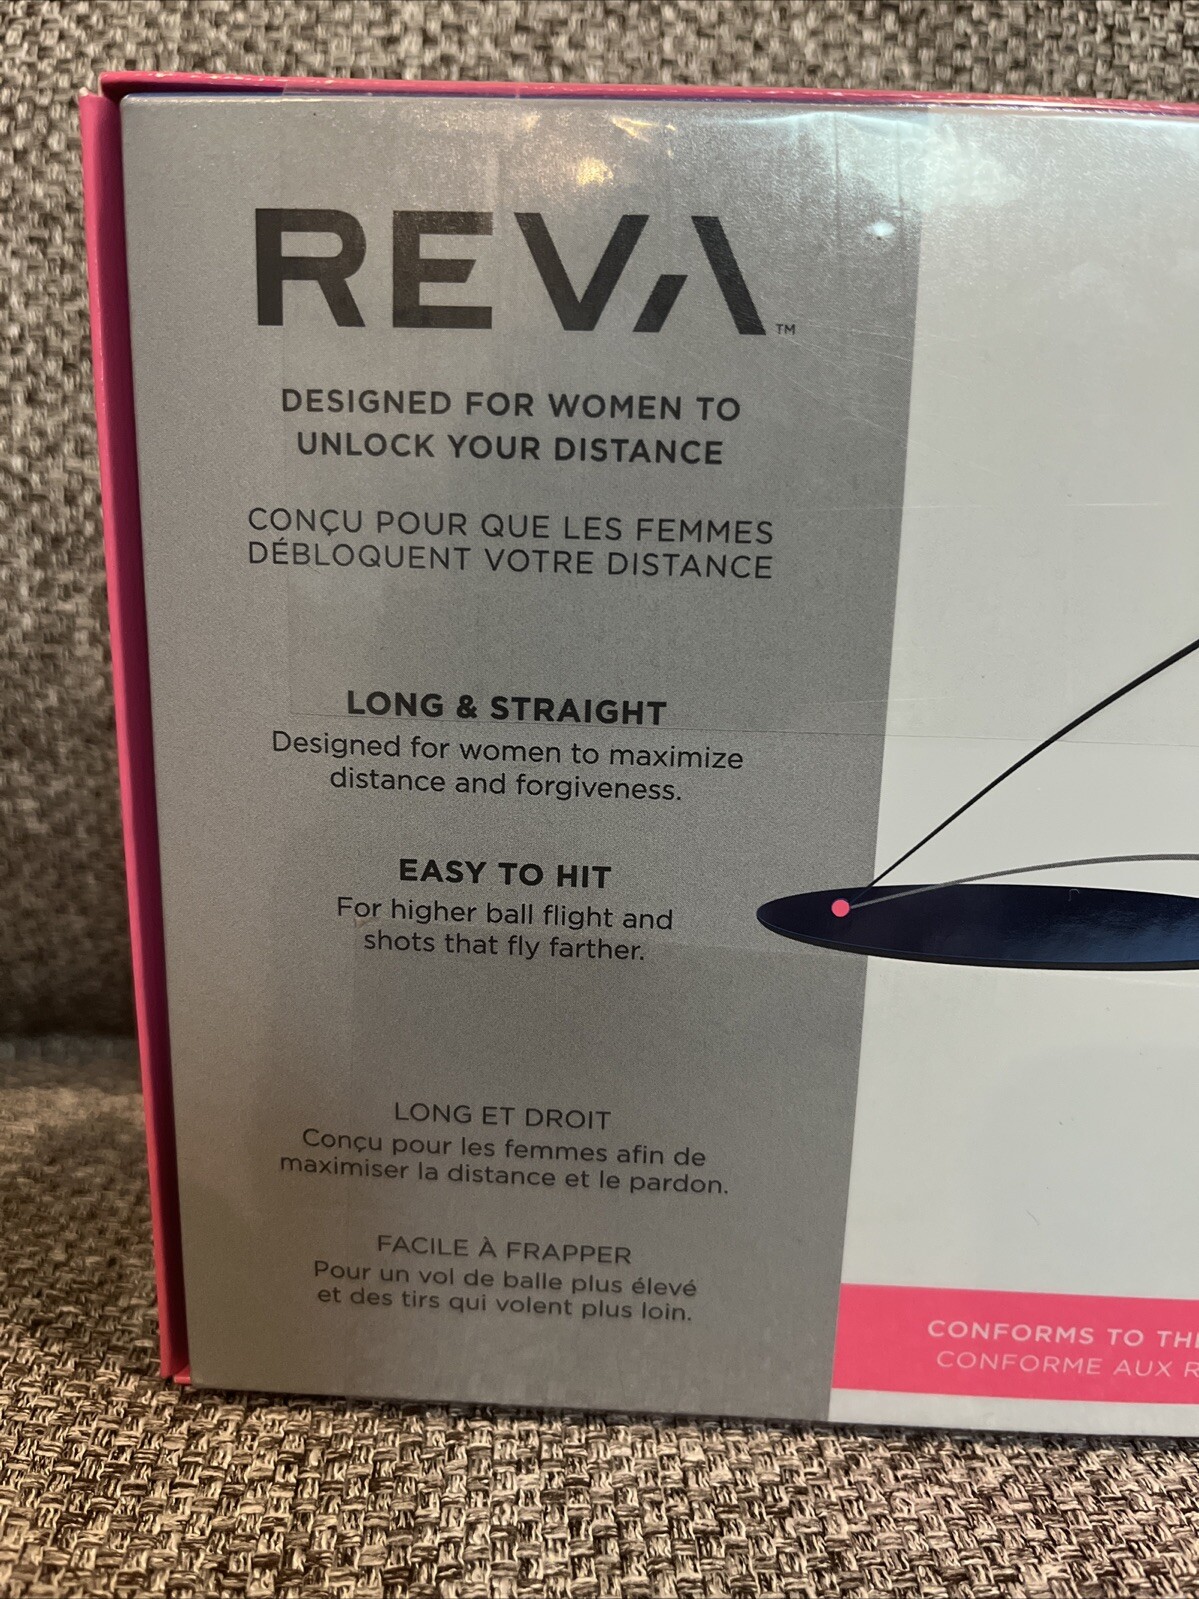 REVA™
DESIGNED FOR WOMEN TO
UNLOCK YOUR DISTANCE
CONÇU POUR QUE LES FEMMES
DÉBLOQUENT VOTRE DISTANCE
LONG & STRAIGHT
Designed for women to maximize
distance and forgiveness.
EASY TO HIT
For higher ball flight and
shots that fly farther.
LONG ET DROIT
Conçu pour les femmes afin de
maximiser la distance et le pardon.
FACILE À FRAPPER
Pour un vol de balle plus élevé
et des tirs qui volent plus loin.
CONFORMS TO
CONFORME AUX